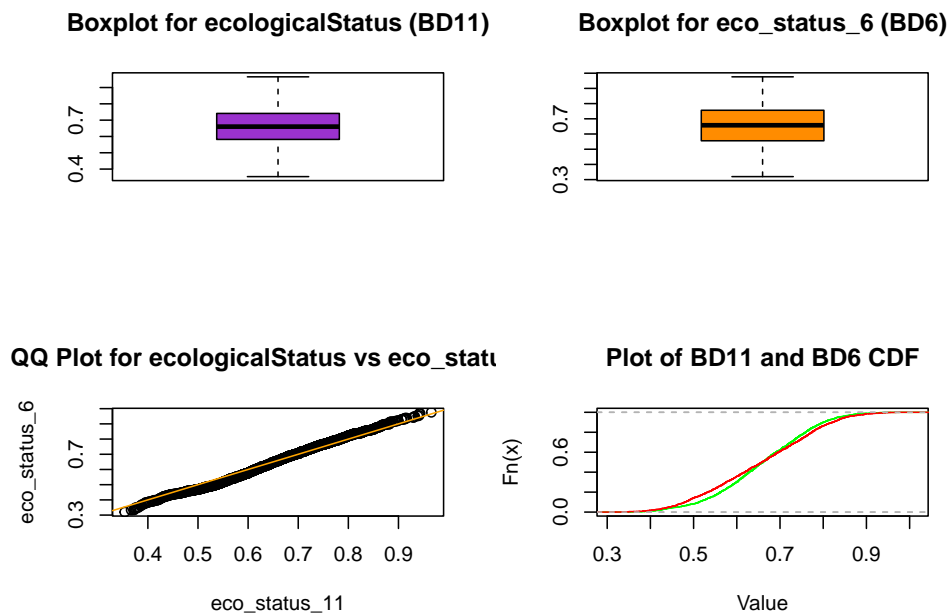 Boxplot for ecologicalStatus (BD11)
0.7
0.4
Boxplot for eco_status_6 (BD6)
0.7
0.3
QQ Plot for ecologicalStatus vs eco_statu
eco_status_6
0.7
0.3
0.4 0.5 0.6 0.7 0.8 0.9
eco_status_11
Plot of BD11 and BD6 CDF
Fn(x)
0.6
0.0
0.3 0.5 0.7 0.9
Value